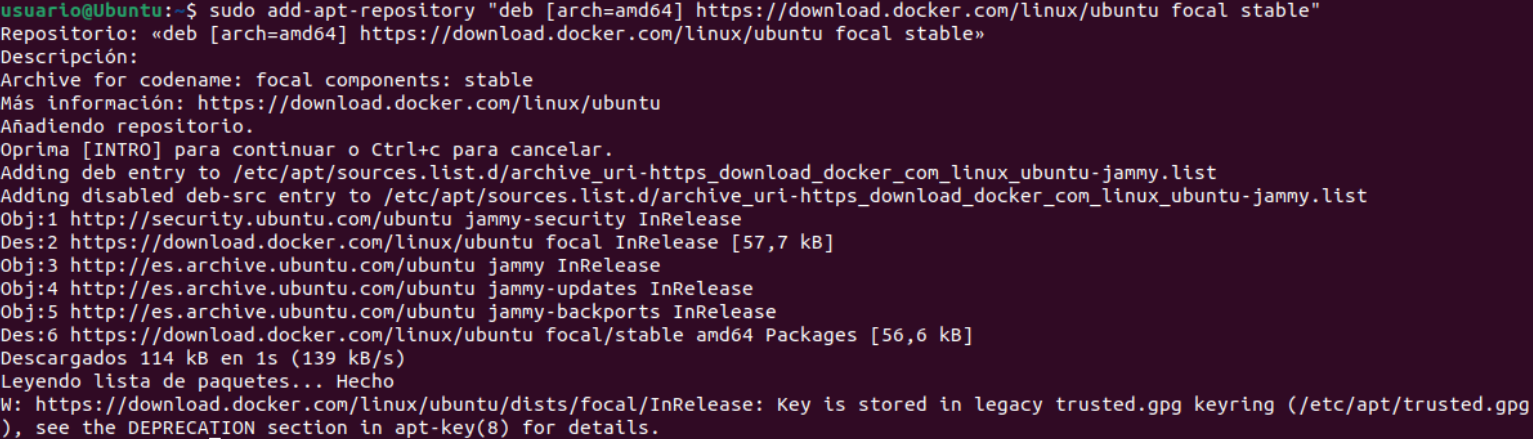 usuario@Ubuntu:~$ sudo add-apt-repository "deb [arch=amd64] https://download.docker.com/linux/ubuntu focal stable"
Repositorio: «deb [arch=amd64] https://download.docker.com/linux/ubuntu focal stable»
Descripción:
Archive for codename: focal components: stable
Más información: https://download.docker.com/linux/ubuntu
Añadiendo repositorio.
Oprima [INTRO] para continuar o Ctrl+c para cancelar.
Adding deb entry to /etc/apt/sources.list.d/archive_uri-https_download_docker_com_linux_ubuntu-jammy.list
Adding disabled deb-src entry to /etc/apt/sources.list.d/archive_uri-https_download_docker_com_linux_ubuntu-jammy.list
Obj:1 http://security.ubuntu.com/ubuntu jammy-security InRelease
Des:2 https://download.docker.com/linux/ubuntu focal InRelease [57,7 kB]
Obj:3 http://es.archive.ubuntu.com/ubuntu jammy InRelease
Obj:4 http://es.archive.ubuntu.com/ubuntu jammy-updates InRelease
Obj:5 http://es.archive.ubuntu.com/ubuntu jammy-backports InRelease
Des:6 https://download.docker.com/linux/ubuntu focal/stable amd64 Packages [56,6 kB]
Descargados 114 kB en 1s (139 kB/s)
Leyendo lista de paquetes... Hecho
W: https://download.docker.com/linux/ubuntu/dists/focal/InRelease: Key is stored in legacy trusted.gpg keyring (/etc/apt/trusted.gpg
), see the DEPRECATION section in apt-key(8) for details.